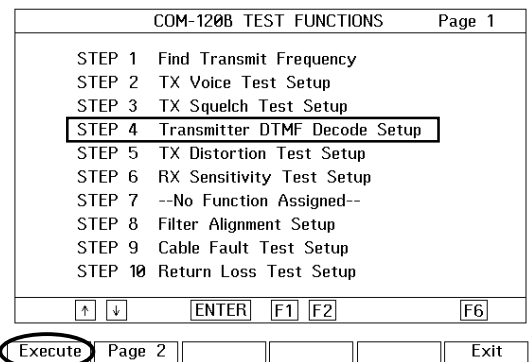 COM-120B TEST FUNCTIONS Page 1
STEP 1 Find Transmit Frequency
STEP 2 TX Voice Test Setup
STEP 3 TX Squelch Test Setup
STEP 4 Transmitter DTMF Decode Setup
STEP 5 TX Distortion Test Setup
STEP 6 RX Sensitivity Test Setup
STEP 7 --No Function Assigned--
STEP 8 Filter Alignment Setup
STEP 9 Cable Fault Test Setup
STEP 10 Return Loss Test Setup
↑ ↓ ENTER F1 F2 F6
Execute Page 2 Exit